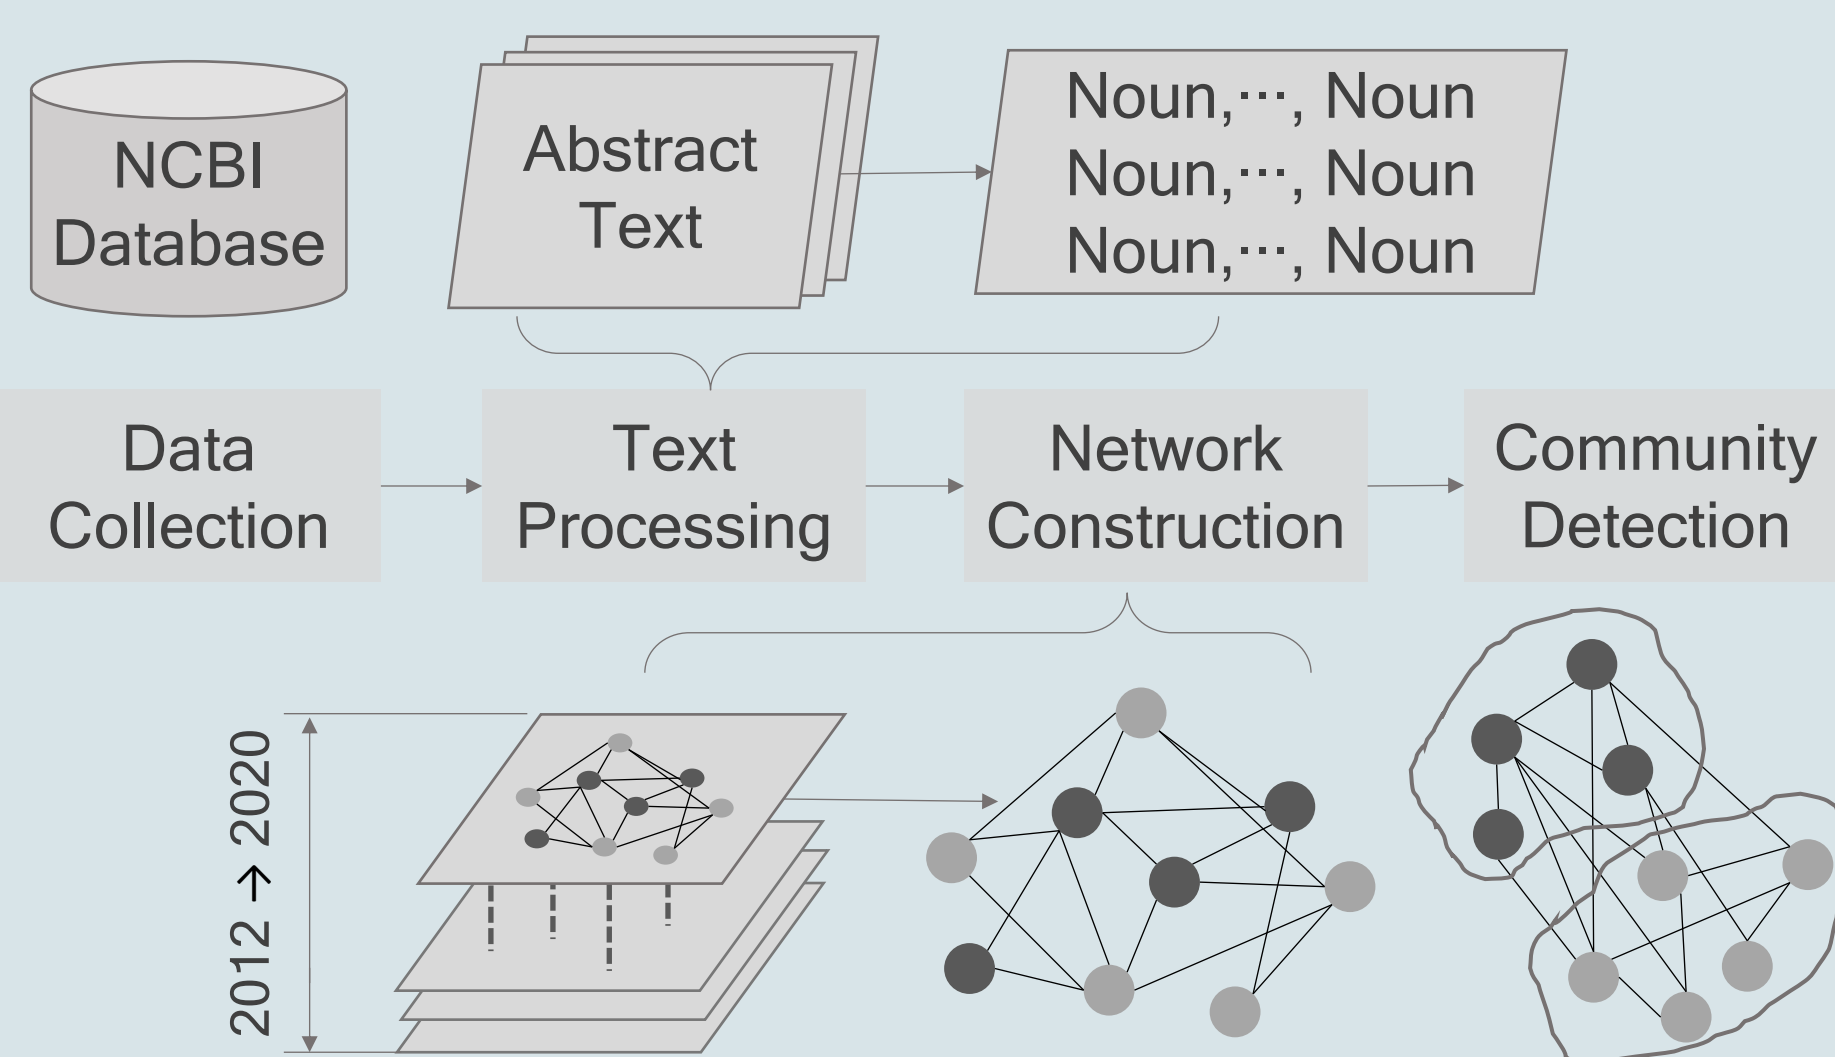 NCBI
Database
Abstract
Text
Noun,⋯, Noun
Noun,⋯, Noun
Noun,⋯, Noun
Data
Collection
Text
Processing
Network
Construction
Community
Detection
2012 → 2020